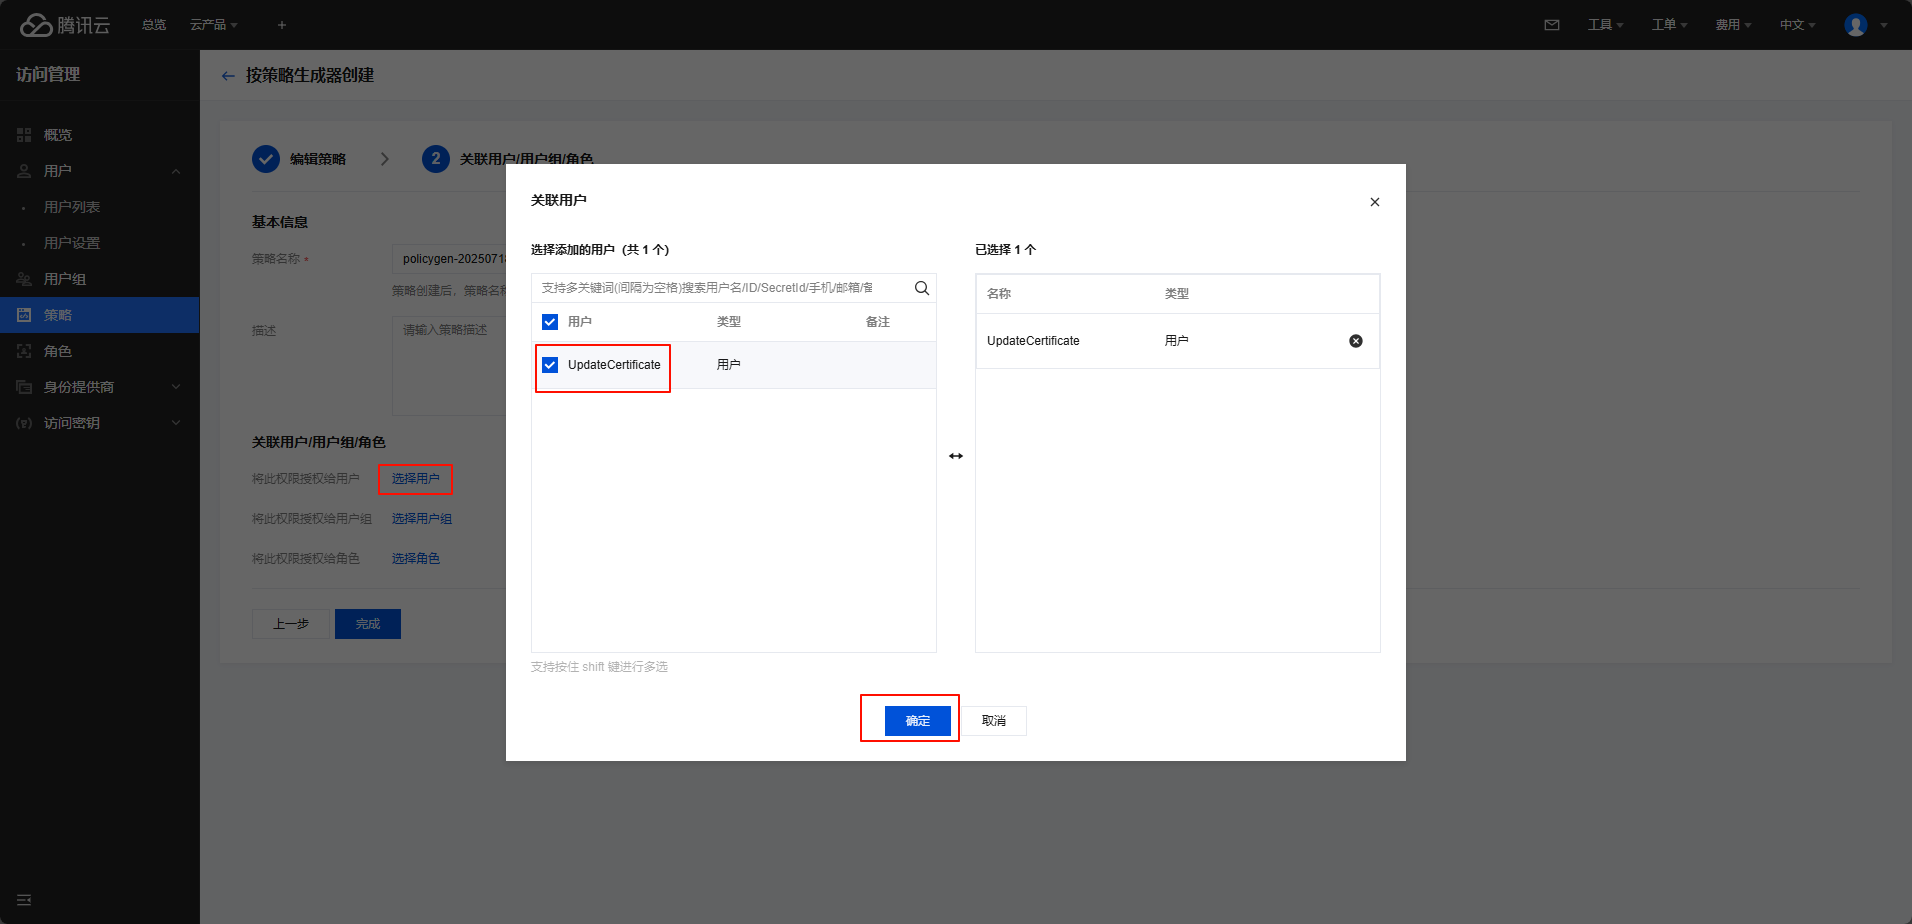 腾讯云
总览
云产品
+
工具
工单
费用
中文
访问管理
按策略生成器创建
概览
用户
用户列表
用户设置
用户组
策略
角色
身份提供商
访问密钥
编辑策略
2
关联用户/用户组/角色
基本信息
策略名称 *
policygen-2025071
策略创建后，策略名
描述
请输入策略描述
关联用户/用户组/角色
将此权限授权给用户
选择用户
将此权限授权给用户组
选择用户组
将此权限授权给角色
选择角色
上一步
完成
关联用户
选择添加的用户（共 1 个）
支持多关键词(间隔为空格)搜索用户名/ID/SecretId/手机/邮箱/
用户
类型
备注
UpdateCertificate
用户
支持按住 shift 键进行多选
已选择 1 个
名称
类型
UpdateCertificate
用户
确定
取消